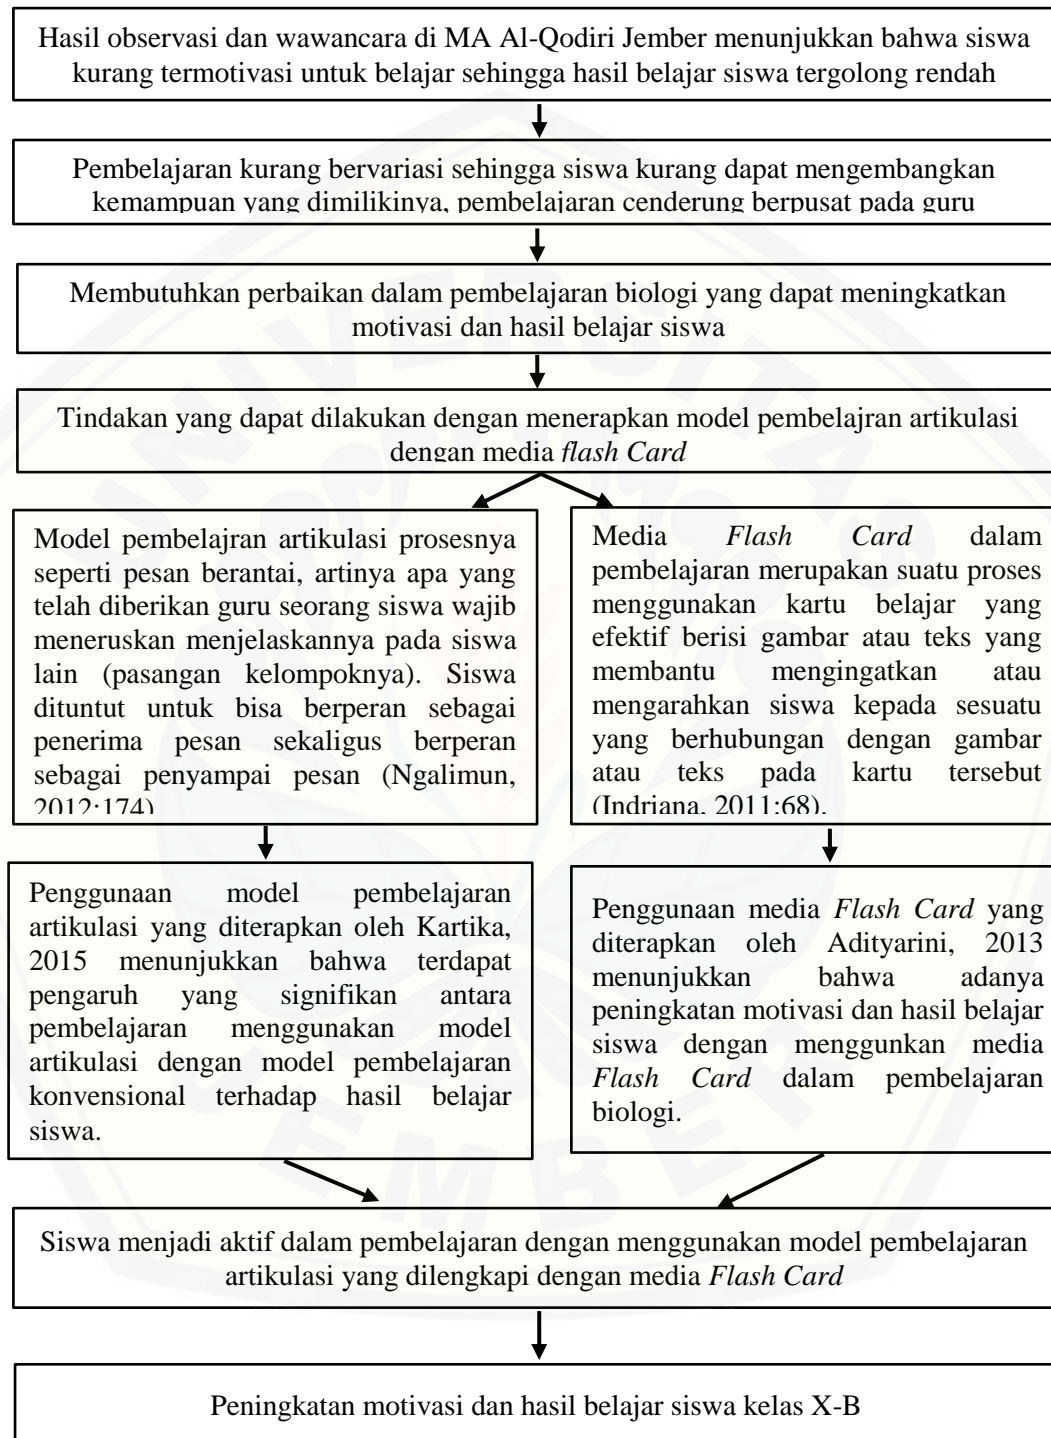 Hasil observasi dan wawancara di MA Al-Qodiri Jember menunjukkan bahwa siswa
kurang termotivasi untuk belajar sehingga hasil belajar siswa tergolong rendah
Pembelajaran kurang bervariasi sehingga siswa kurang dapat mengembangkan
kemampuan yang dimilikinya, pembelajaran cenderung berpusat pada guru
Membutuhkan perbaikan dalam pembelajaran biologi yang dapat meningkatkan
motivasi dan hasil belajar siswa
Tindakan yang dapat dilakukan dengan menerapkan model pembelajran artikulasi
dengan media flash Card
Model pembelajran artikulasi prosesnya
seperti pesan berantai, artinya apa yang
telah diberikan guru seorang siswa wajib
meneruskan menjelaskannya pada siswa
lain (pasangan kelompoknya). Siswa
dituntut untuk bisa berperan sebagai
penerima pesan sekaligus berperan
sebagai penyampai pesan (Ngalimun,
2012:174)
Media Flash Card dalam
pembelajaran merupakan suatu proses
menggunakan kartu belajar yang
efektif berisi gambar atau teks yang
membantu mengingatkan atau
mengarahkan siswa kepada sesuatu
yang berhubungan dengan gambar
atau teks pada kartu tersebut
(Indriana, 2011:68).
Penggunaan model pembelajaran
artikulasi yang diterapkan oleh Kartika,
2015 menunjukkan bahwa terdapat
pengaruh yang signifikan antara
pembelajaran menggunakan model
artikulasi dengan model pembelajaran
konvensional terhadap hasil belajar
siswa.
Penggunaan media Flash Card yang
diterapkan oleh Adityarini, 2013
menunjukkan bahwa adanya
peningkatan motivasi dan hasil belajar
siswa dengan menggunkan media
Flash Card dalam pembelajaran
biologi.
Siswa menjadi aktif dalam pembelajaran dengan menggunakan model pembelajaran
artikulasi yang dilengkapi dengan media Flash Card
Peningkatan motivasi dan hasil belajar siswa kelas X-B
UNIVERSITAS
JEMBER